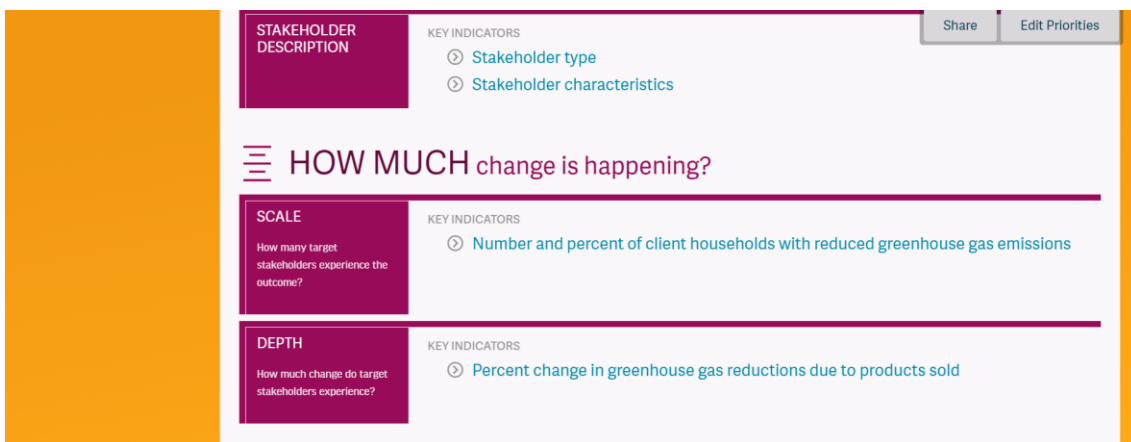 Share
Edit Priorities
STAKEHOLDER
DESCRIPTION
KEY INDICATORS
Stakeholder type
Stakeholder characteristics
HOW MUCH change is happening?
SCALE
How many target
stakeholders experience the
outcome?
KEY INDICATORS
Number and percent of client households with reduced greenhouse gas emissions
DEPTH
How much change do target
stakeholders experience?
KEY INDICATORS
Percent change in greenhouse gas reductions due to products sold